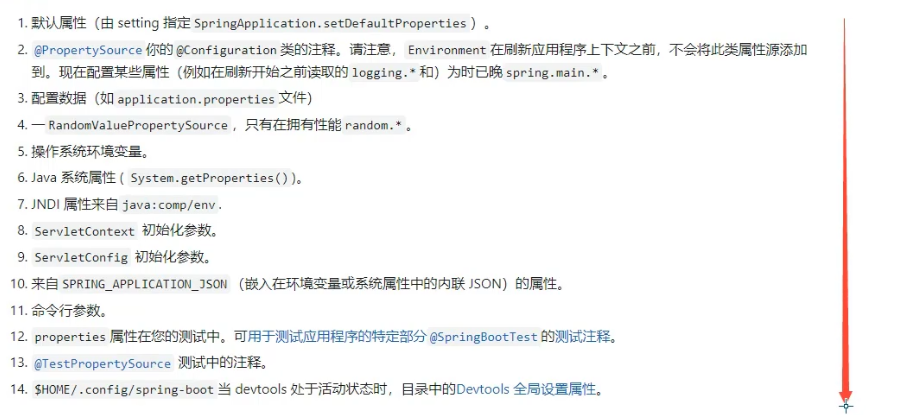 1. 默认属性（由 setting 指定 SpringApplication.setDefaultProperties）。
2. @PropertySource 你的 @Configuration 类的注释。请注意， Environment 在刷新应用程序上下文之前，不会将此类属性源添加
到。现在配置某些属性（例如在刷新开始之前读取的 logging.* 和）为时已晚 spring.main.* 。
3. 配置数据（如 application.properties 文件）
4. 一 RandomValuePropertySource ，只有在拥有性能 random.* 。
5. 操作系统环境变量。
6. Java 系统属性 ( System.getProperties() )。
7. JNDI 属性来自 java:comp/env .
8. ServletContext 初始化参数。
9. ServletConfig 初始化参数。
10. 来自 SPRING_APPLICATION_JSON （嵌入在环境变量或系统属性中的内联 JSON）的属性。
11. 命令行参数。
12. properties 属性在您的测试中。可用于测试应用程序的特定部分 @SpringBootTest 的测试注释。
13. @TestPropertySource 测试中的注释。
14. $HOME/.config/spring-boot 当 devtools 处于活动状态时，目录中的Devtools 全局设置属性。